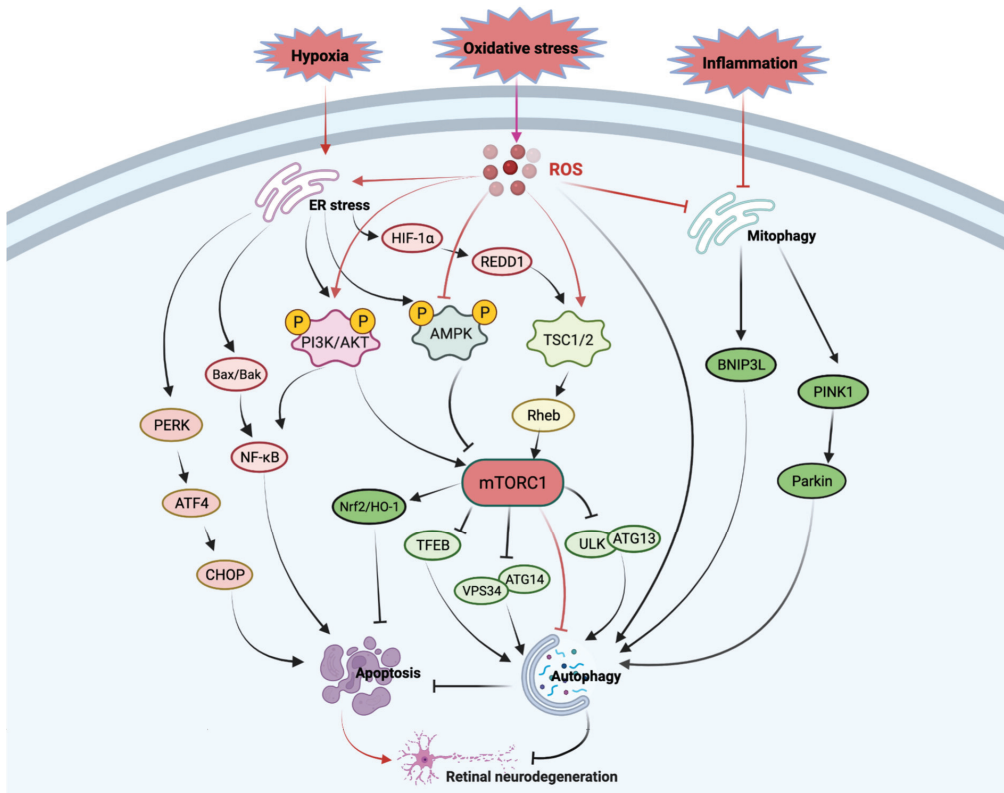 Hypoxia
Oxidative stress
Inflammation
ROS
ER stress
Mitophagy
HIF-1α
REDD1
P
P
PI3K/AKT
P
P
AMPK
TSC1/2
BNIP3L
Bax/Bak
PINK1
PERK
Rheb
NF-κB
mTORC1
Parkin
ATF4
Nrf2/HO-1
TFEB
ULK
ATG13
CHOP
VPS34
ATG14
Apoptosis
Autophagy
Retinal neurodegeneration